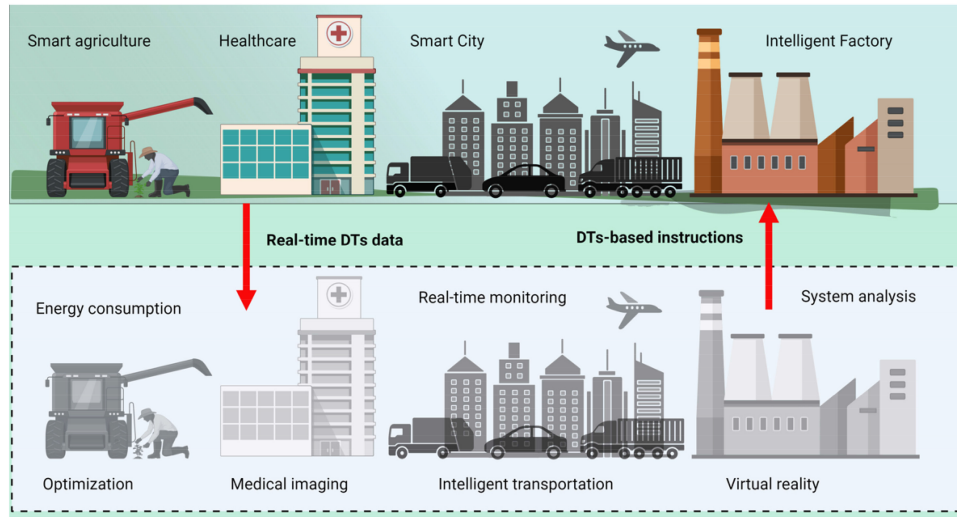 Smart agriculture
Healthcare
Smart City
Intelligent Factory
Real-time DTs data
DTs-based instructions
Energy consumption
Real-time monitoring
System analysis
Optimization
Medical imaging
Intelligent transportation
Virtual reality